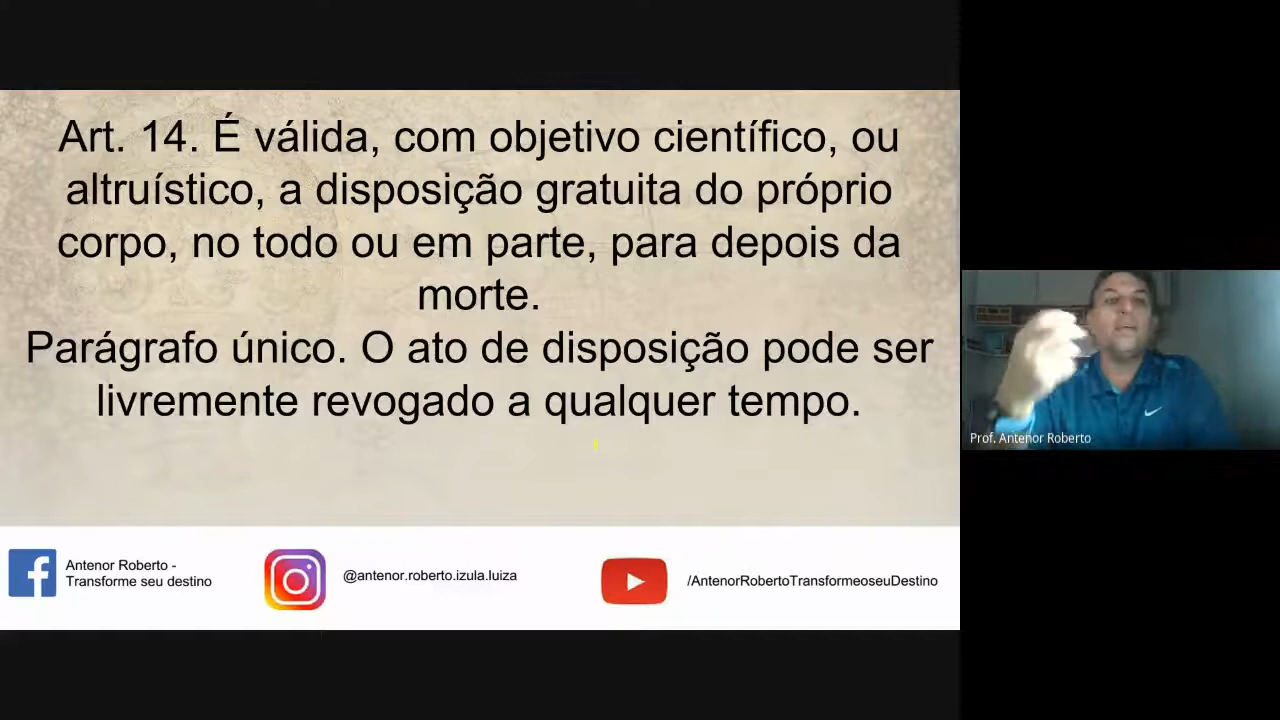 Art. 14. É válida, com objetivo científico, ou
altruístico, a disposição gratuita do próprio
corpo, no todo ou em parte, para depois da
morte.
Parágrafo único. O ato de disposição pode ser
livremente revogado a qualquer tempo.
Prof. Antenor Roberto
Antenor Roberto -
Transforme seu destino
@antenor.roberto.izula.luiza
/AntenorRobertoTransformeoseuDestino